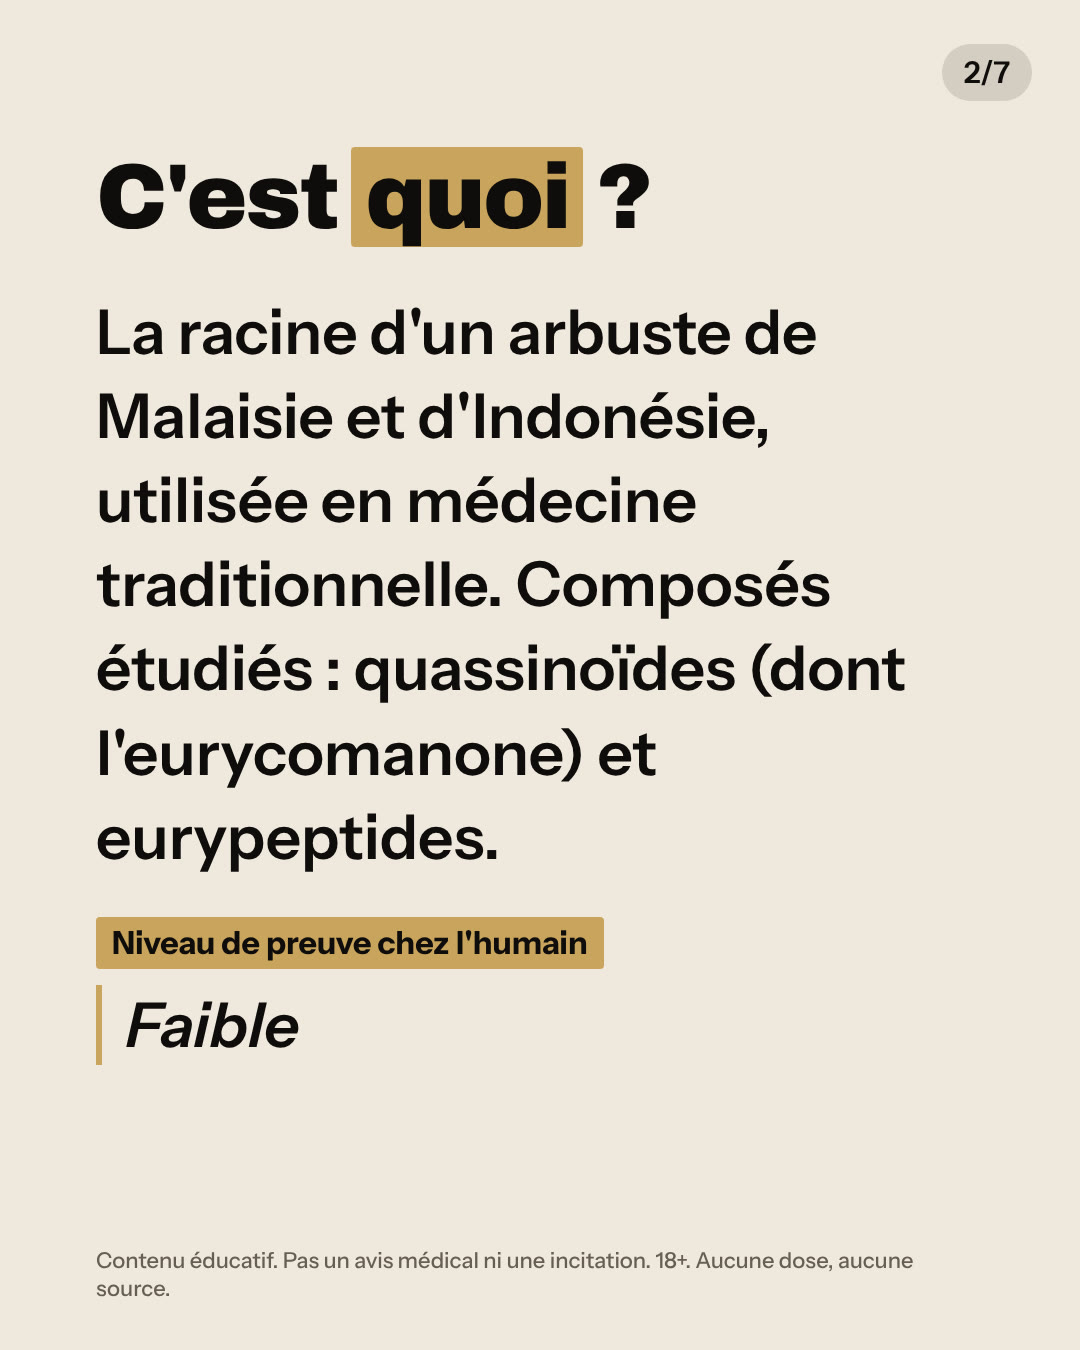 2/7
C'est quoi ?
La racine d'un arbuste de
Malaisie et d'Indonésie,
utilisée en médecine
traditionnelle. Composés
étudiés : quassinoïdes (dont
l'eurycomanone) et
eurypeptides.
Niveau de preuve chez l'humain
Faible
Contenu éducatif. Pas un avis médical ni une incitation. 18+. Aucune dose, aucune
source.